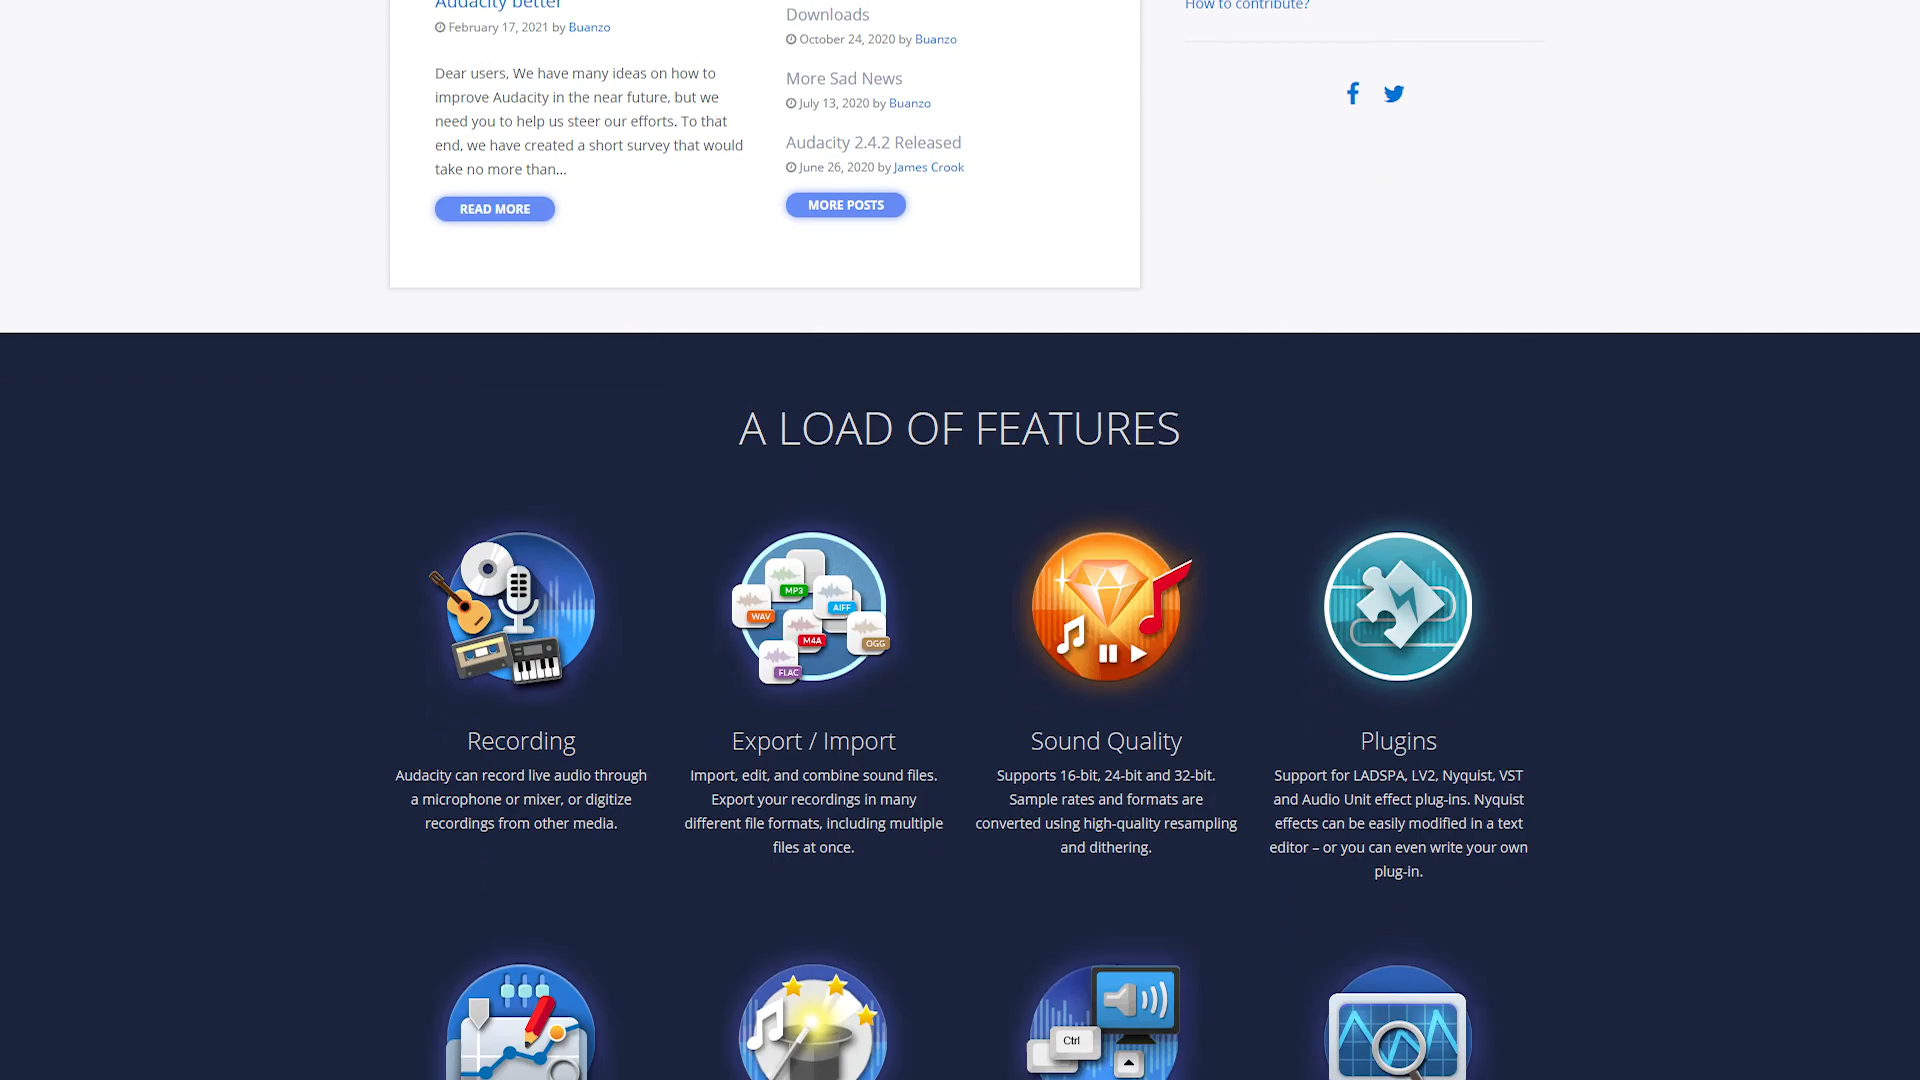 Audacity better
February 17, 2021 by Buanzo
Dear users, We have many ideas on how to
improve Audacity in the near future, but we
need you to help us steer our efforts. To that
end, we have created a short survey that would
take no more than...
READ MORE
Downloads
October 24, 2020 by Buanzo
More Sad News
July 13, 2020 by Buanzo
Audacity 2.4.2 Released
June 26, 2020 by James Crook
MORE POSTS
How to contribute?
A LOAD OF FEATURES
WAV
MP3
AIFF
M4A
OGG
FLAC
Recording
Audacity can record live audio through
a microphone or mixer, or digitize
recordings from other media.
Export / Import
Import, edit, and combine sound files.
Export your recordings in many
different file formats, including multiple
files at once.
Sound Quality
Supports 16-bit, 24-bit and 32-bit.
Sample rates and formats are
converted using high-quality resampling
and dithering.
Plugins
Support for LADSPA, LV2, Nyquist, VST
and Audio Unit effect plug-ins. Nyquist
effects can be easily modified in a text
editor – or you can even write your own
plug-in.
Ctrl